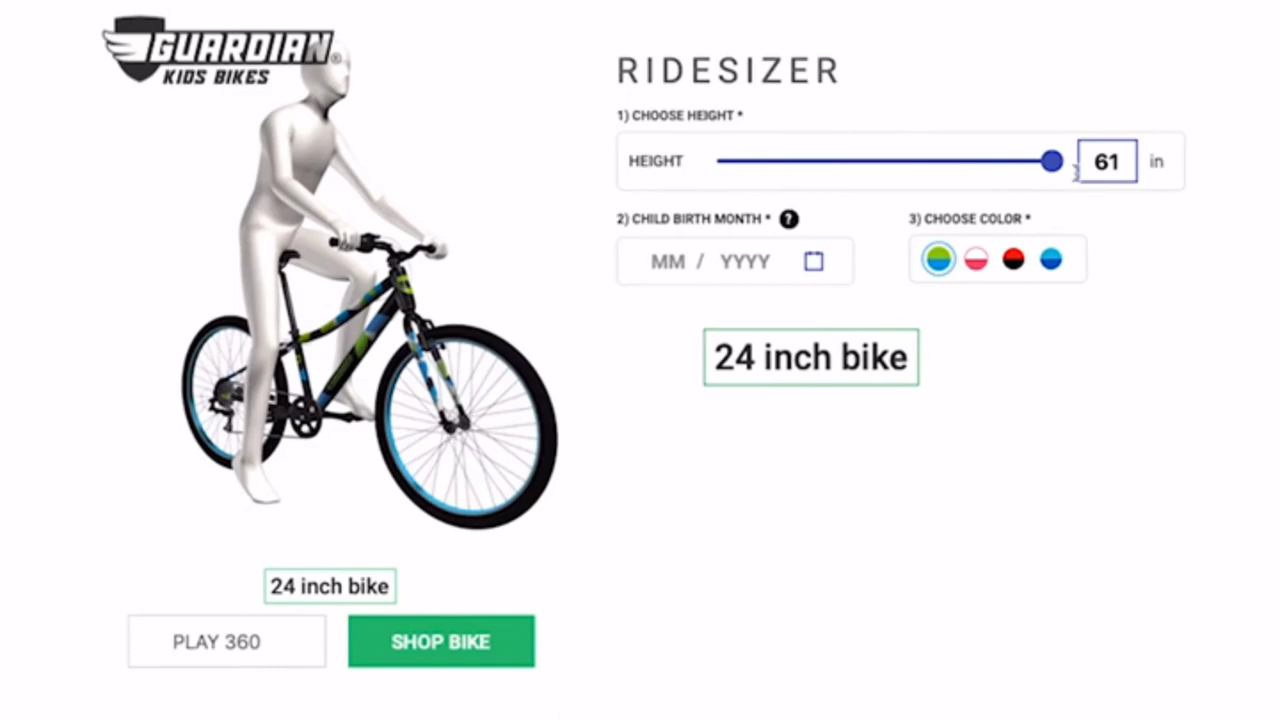 GUARDIAN®
KIDS BIKES
RIDESIZER
1) CHOOSE HEIGHT *
HEIGHT
61 in
2) CHILD BIRTH MONTH * ?
3) CHOOSE COLOR *
MM / YYYY
24 inch bike
24 inch bike
PLAY 360
SHOP BIKE